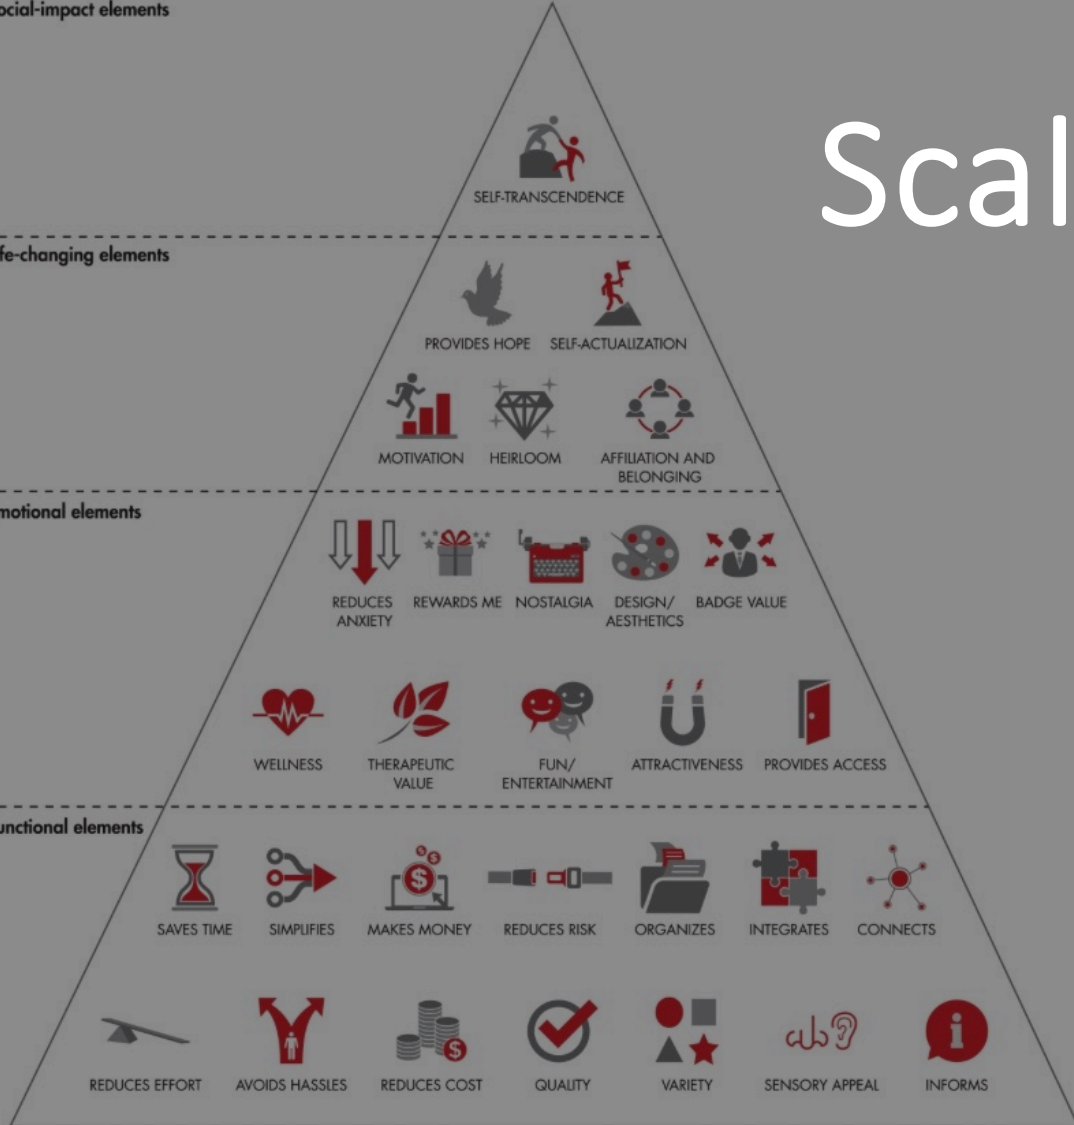 ocial-impact elements
Scal
SELF-TRANSCENDENCE
fe-changing elements
PROVIDES HOPE SELF-ACTUALIZATION
MOTIVATION HEIRLOOM AFFILIATION AND
BELONGING
motional elements
REDUCES REWARDS ME NOSTALGIA DESIGN/ BADGE VALUE
ANXIETY AESTHETICS
WELLNESS THERAPEUTIC FUN/ ATTRACTIVENESS PROVIDES ACCESS
VALUE ENTERTAINMENT
unctional elements
$
$ $
SAVES TIME SIMPLIFIES MAKES MONEY REDUCES RISK ORGANIZES INTEGRATES CONNECTS
$ i
REDUCES EFFORT AVOIDS HASSLES REDUCES COST QUALITY VARIETY SENSORY APPEAL INFORMS